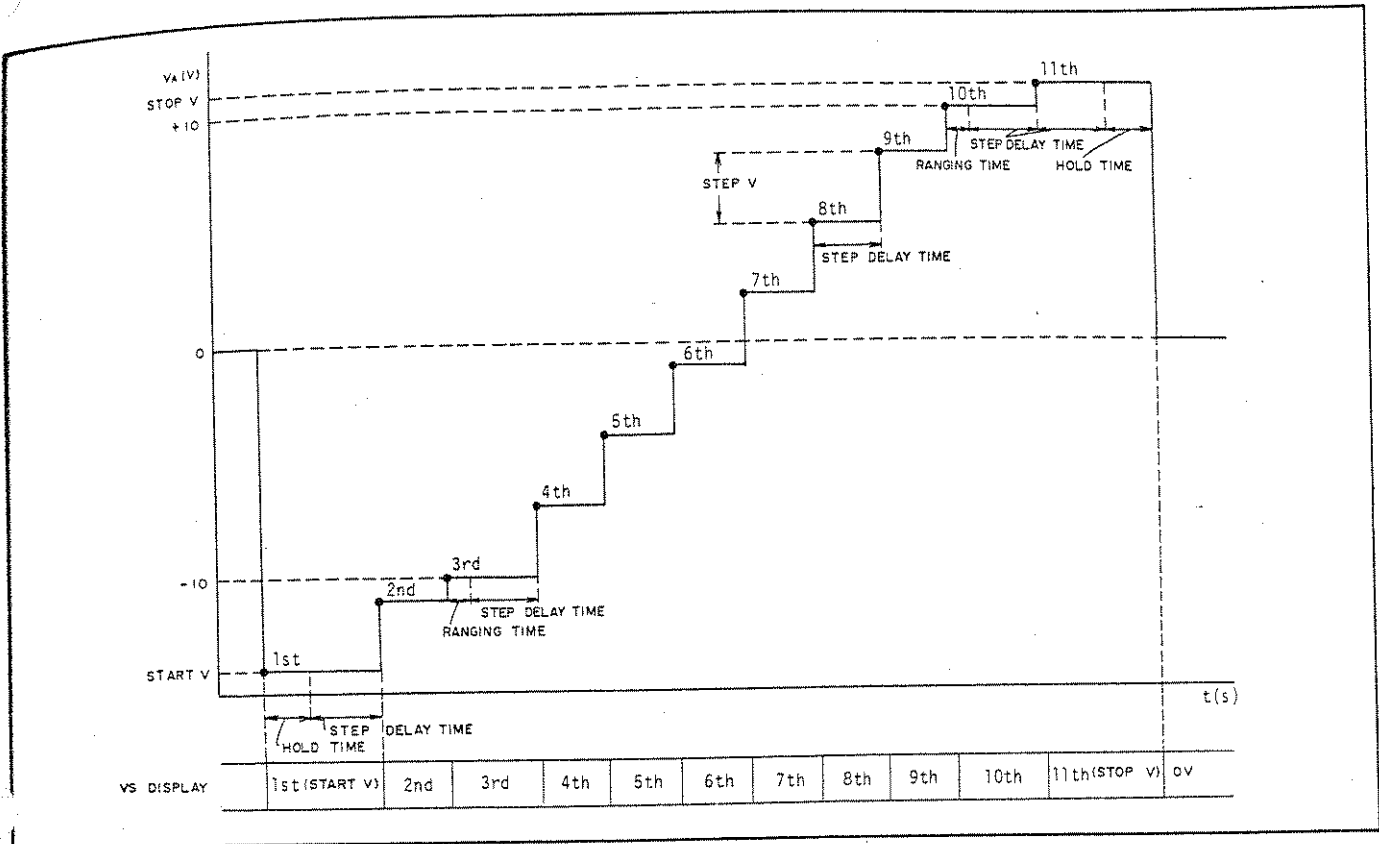 VA(V)
STOP V
+10
0
-10
START V
1st
2nd
3rd
4th
5th
6th
7th
8th
9th
10th
11th
HOLD TIME
STEP DELAY TIME
RANGING TIME
STEP DELAY TIME
STEP V
STEP DELAY TIME
RANGING TIME
STEP DELAY TIME
HOLD TIME
t(s)
VS DISPLAY 1st(START V) 2nd 3rd 4th 5th 6th 7th 8th 9th 10th 11th(STOP V) 0V